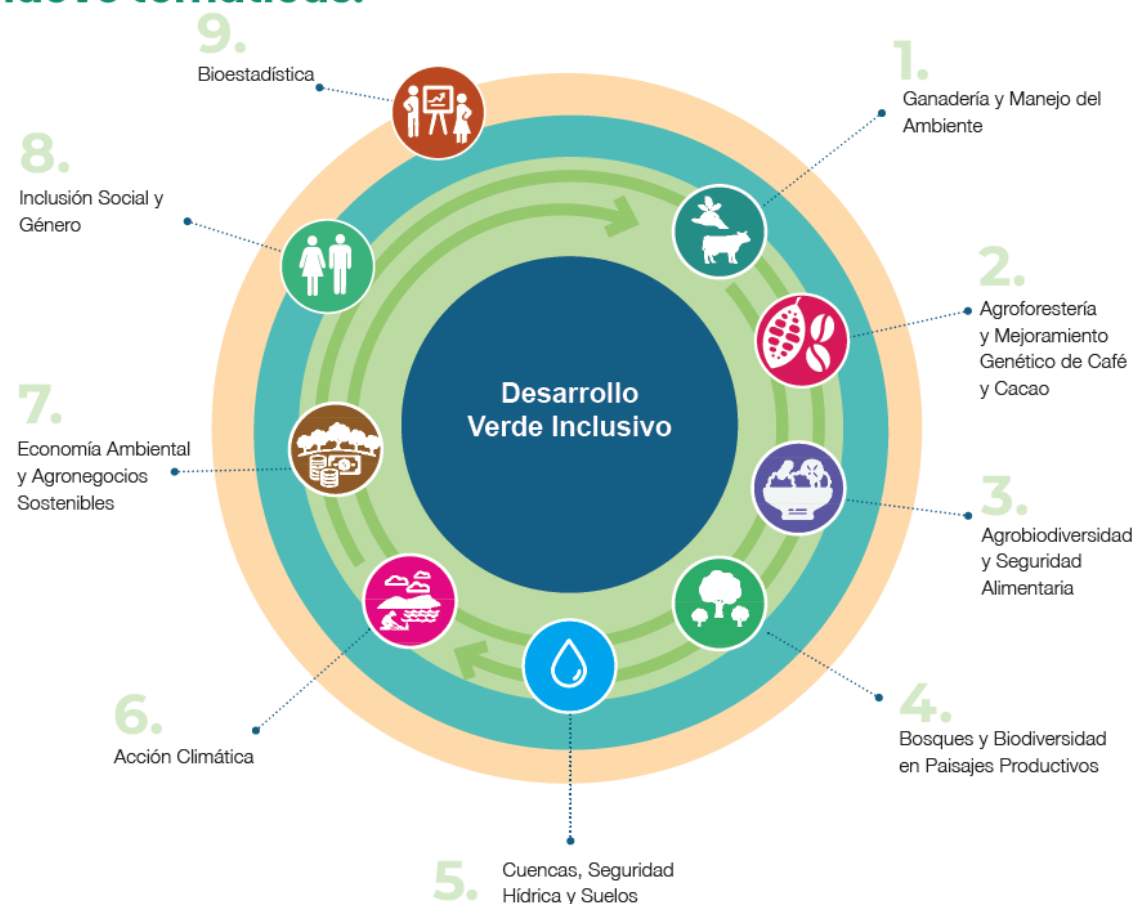 nueve temáticas:
9.
Bioestadística
1.
Ganadería y Manejo del
Ambiente
8.
Inclusión Social y
Género
2.
Agroforestería
y Mejoramiento
Genético de Café
y Cacao
Desarrollo
Verde Inclusivo
7.
Economía Ambiental
y Agronegocios
Sostenibles
3.
Agrobiodiversidad
y Seguridad
Alimentaria
6.
Acción Climática
4.
Bosques y Biodiversidad
en Paisajes Productivos
5.
Cuencas, Seguridad
Hídrica y Suelos